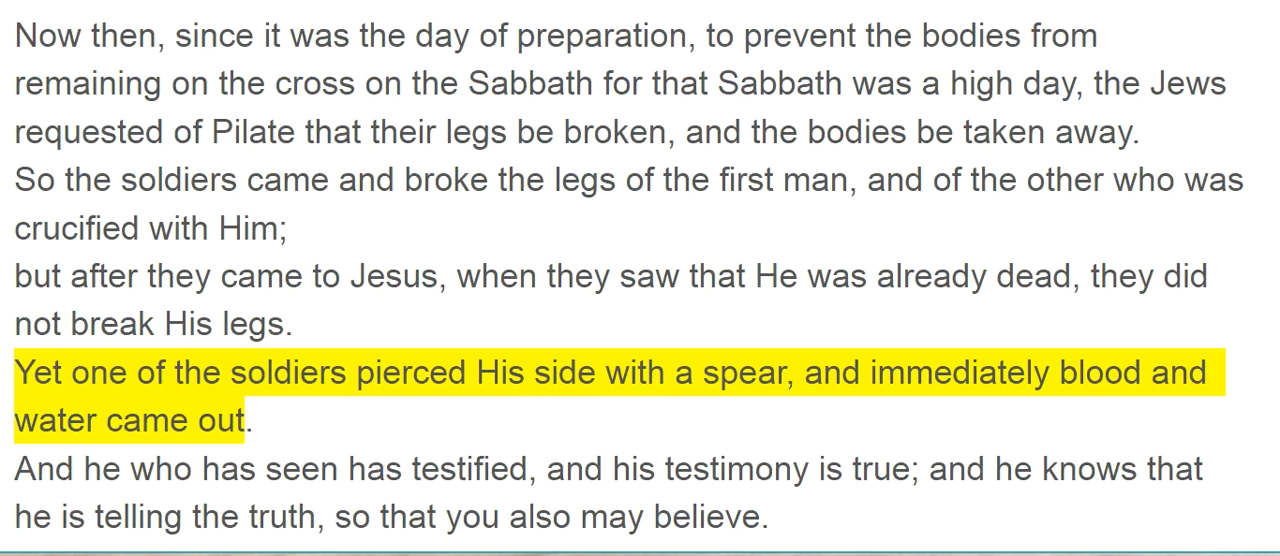 Now then, since it was the day of preparation, to prevent the bodies from
remaining on the cross on the Sabbath for that Sabbath was a high day, the Jews
requested of Pilate that their legs be broken, and the bodies be taken away.
So the soldiers came and broke the legs of the first man, and of the other who was
crucified with Him;
but after they came to Jesus, when they saw that He was already dead, they did
not break His legs.
Yet one of the soldiers pierced His side with a spear, and immediately blood and
water came out.
And he who has seen has testified, and his testimony is true; and he knows that
he is telling the truth, so that you also may believe.